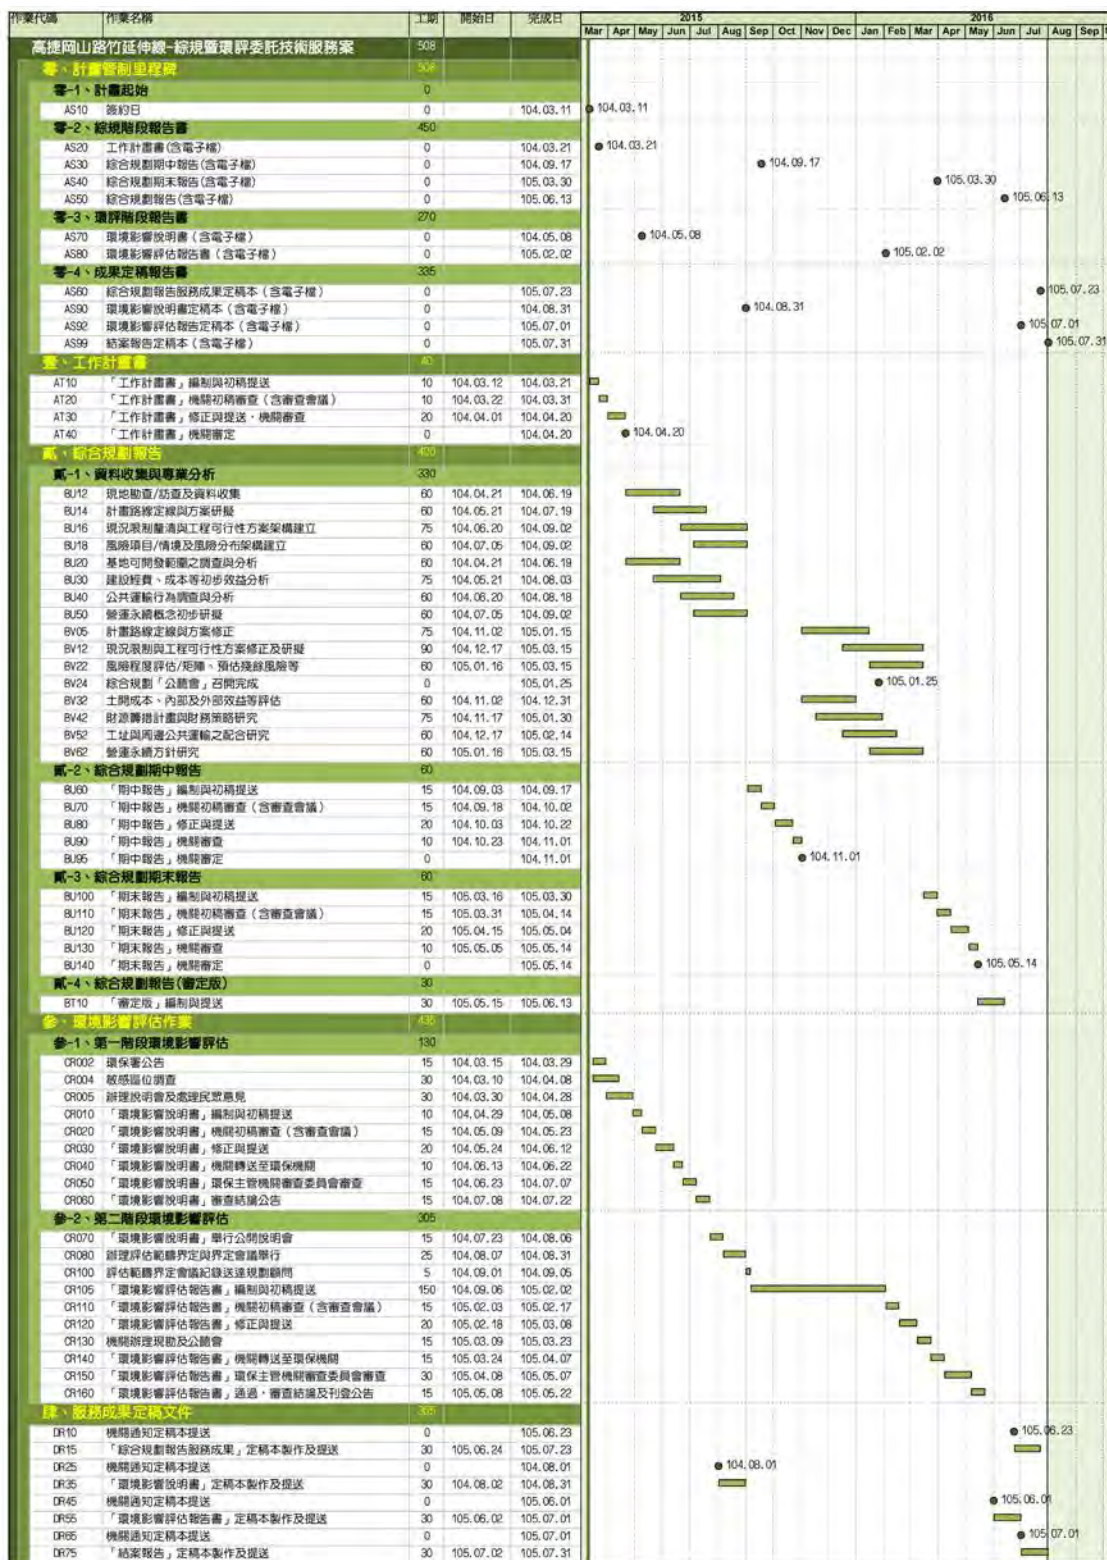 作業代碼 作業名稱 工期 開始日 完成日 2015 2016
Mar Apr May Jun Jul Aug Sep Oct Nov Dec Jan Feb Mar Apr May Jun Jul Aug Sep
高捷岡山路竹延伸線-綜規暨環評委託技術服務案 508
零、計畫管制里程碑 508
零-1、計畫起始 0
AS10 簽約日 0 104.03.11 104.03.11
零-2、綜規階段報告書 450
AS20 工作計畫書(含電子檔) 0 104.03.21 104.03.21
AS30 綜合規劃期中報告(含電子檔) 0 104.09.17 104.09.17
AS40 綜合規劃期末報告(含電子檔) 0 105.03.30 105.03.30
AS50 綜合規劃報告(含電子檔) 0 105.06.13 105.06.13
零-3、環評階段報告書 270
AS70 環境影響說明書(含電子檔) 0 104.05.08 104.05.08
AS80 環境影響評估報告書(含電子檔) 0 105.02.02 105.02.02
零-4、成果定稿報告書 335
AS60 綜合規劃報告服務成果定稿本(含電子檔) 0 105.07.23 105.07.23
AS90 環境影響說明書定稿本(含電子檔) 0 104.08.31 104.08.31
AS92 環境影響評估報告定稿本(含電子檔) 0 105.07.01 105.07.01
AS99 結案報告定稿本(含電子檔) 0 105.07.31 105.07.31
壹、工作計畫書 40
AT10 「工作計畫書」編制與初稿提送 10 104.03.12 104.03.21
AT20 「工作計畫書」機關初稿審查(含審查會議) 10 104.03.22 104.03.31
AT30 「工作計畫書」修正與提送、機關審查 20 104.04.01 104.04.20
AT40 「工作計畫書」機關審定 0 104.04.20 104.04.20
貳、綜合規劃報告
貳-1、資料收集與專業分析 330
BU12 現地勘查/訪查及資料收集 60 104.04.21 104.06.19
BU14 計畫路線定線與方案研擬 60 104.05.21 104.07.19
BU16 現況限制釐清與工程可行性方案架構建立 75 104.06.20 104.09.02
BU18 風險項目/情境及風險分布架構建立 60 104.07.05 104.09.02
BU20 基地可開發範圍之調查與分析 60 104.04.21 104.06.19
BU30 建設經費、成本等初步效益分析 75 104.05.21 104.08.03
BU40 公共運輸行為調查與分析 60 104.06.20 104.08.18
BU50 營運永續概念初步研擬 60 104.07.05 104.09.02
BV05 計畫路線定線與方案修正 75 104.11.02 105.01.15
BV12 現況限制與工程可行性方案修正及研擬 90 104.12.17 105.03.15
BV22 風險程度評估/矩陣、預估殘餘風險等 60 105.01.16 105.03.15
BV24 綜合規劃「公聽會」召開完成 0 105.01.25 105.01.25
BV32 土開成本、內部及外部效益等評估 60 104.11.02 104.12.31
BV42 財源籌措計畫與財務策略研究 75 104.11.17 105.01.30
BV52 工址與周邊公共運輸之配合研究 60 104.12.17 105.02.14
BV62 營運永續方針研究 60 105.01.16 105.03.15
貳-2、綜合規劃期中報告 60
BU60 「期中報告」編制與初稿提送 15 104.09.03 104.09.17
BU70 「期中報告」機關初稿審查(含審查會議) 15 104.09.18 104.10.02
BU80 「期中報告」修正與提送 20 104.10.03 104.10.22
BU90 「期中報告」機關審查 10 104.10.23 104.11.01
BU95 「期中報告」機關審定 0 104.11.01 104.11.01
貳-3、綜合規劃期末報告 60
BU100 「期末報告」編制與初稿提送 15 105.03.16 105.03.30
BU110 「期末報告」機關初稿審查(含審查會議) 15 105.03.31 105.04.14
BU120 「期末報告」修正與提送 20 105.04.15 105.05.04
BU130 「期末報告」機關審查 10 105.05.05 105.05.14
BU140 「期末報告」機關審定 0 105.05.14 105.05.14
貳-4、綜合規劃報告(審定版) 30
BT10 「審定版」編制與提送 30 105.05.15 105.06.13
參、環境影響評估作業 435
參-1、第一階段環境影響評估 130
CR002 環保署公告 15 104.03.15 104.03.29
CR004 敏感區位調查 30 104.03.10 104.04.08
CR005 辦理說明會及處理民眾意見 30 104.03.30 104.04.28
CR010 「環境影響說明書」編制與初稿提送 10 104.04.29 104.05.08
CR020 「環境影響說明書」機關初稿審查(含審查會議) 15 104.05.09 104.05.23
CR030 「環境影響說明書」修正與提送 20 104.05.24 104.06.12
CR040 「環境影響說明書」機關轉送至環保機關 10 104.06.13 104.06.22
CR050 「環境影響說明書」環保主管機關審查委員會審查 15 104.06.23 104.07.07
CR060 「環境影響說明書」審查結論公告 15 104.07.08 104.07.22
參-2、第二階段環境影響評估 305
CR070 「環境影響說明書」舉行公開說明會 15 104.07.23 104.08.06
CR080 辦理評估範疇界定與界定會議舉行 25 104.08.07 104.08.31
CR100 評估範疇界定會議紀錄送達規劃顧問 5 104.09.01 104.09.05
CR105 「環境影響評估報告書」編制與初稿提送 150 104.09.06 105.02.02
CR110 「環境影響評估報告書」機關初稿審查(含審查會議) 15 105.02.03 105.02.17
CR120 「環境影響評估報告書」修正與提送 20 105.02.18 105.03.08
CR130 機關辦理現勘及公聽會 15 105.03.09 105.03.23
CR140 「環境影響評估報告書」機關轉送至環保機關 15 105.03.24 105.04.07
CR150 「環境影響評估報告書」環保主管機關審查委員會審查 30 105.04.08 105.05.07
CR160 「環境影響評估報告書」通過、審查結論及刊登公告 15 105.05.08 105.05.22
肆、服務成果定稿文件 365
DR10 機關通知定稿本提送 0 105.06.23 105.06.23
DR15 「綜合規劃報告服務成果」定稿本製作及提送 30 105.06.24 105.07.23
DR25 機關通知定稿本提送 0 104.08.01 104.08.01
DR35 「環境影響說明書」定稿本製作及提送 30 104.08.02 104.08.31
DR45 機關通知定稿本提送 0 105.06.01 105.06.01
DR55 「環境影響評估報告書」定稿本製作及提送 30 105.06.02 105.07.01
DR65 機關通知定稿本提送 0 105.07.01 105.07.01
DR75 「結案報告」定稿本製作及提送 30 105.07.02 105.07.31